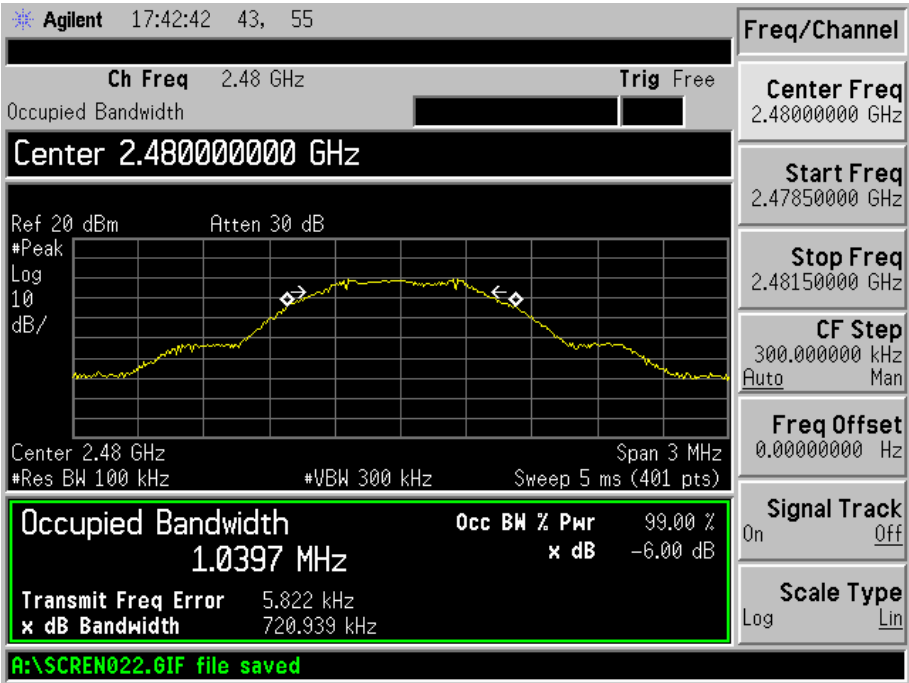 Agilent 17:42:42 43, 55
Freq/Channel
Ch Freq 2.48 GHz Trig Free
Occupied Bandwidth
Center 2.480000000 GHz
Ref 20 dBm Atten 30 dB
#Peak
Log
10
dB/
Center 2.48 GHz Span 3 MHz
#Res BW 100 kHz #VBW 300 kHz Sweep 5 ms (401 pts)
Occupied Bandwidth
1.0397 MHz
Occ BW % Pwr 99.00 %
x dB -6.00 dB
Transmit Freq Error 5.822 kHz
x dB Bandwidth 720.939 kHz
A:\SCREN022.GIF file saved
Center Freq
2.48000000 GHz
Start Freq
2.47850000 GHz
Stop Freq
2.48150000 GHz
CF Step
300.000000 kHz
Auto Man
Freq Offset
0.00000000 Hz
Signal Track
On Off
Scale Type
Log Lin